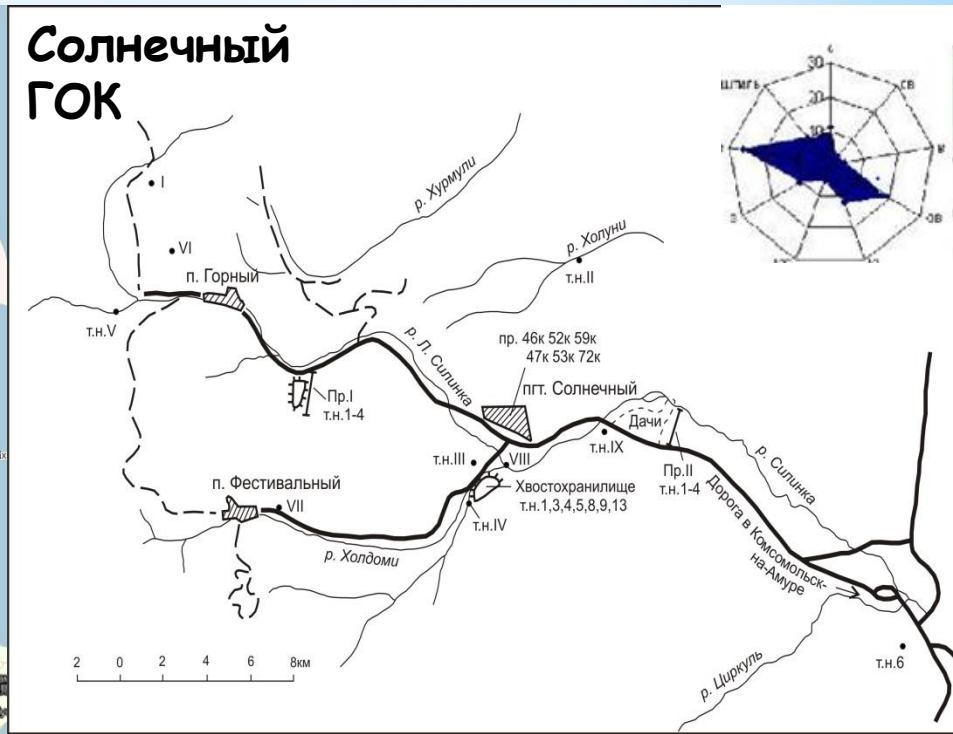 Солнечный
ГОК
30
20
10
с
св
в
юв
штиль
I
VI
р. Хурмули
р. Холуни
т.н.II
п. Горный
т.н.V
р. Л. Силинка
пр. 46к 52к 59к
47к 53к 72к
пгт. Солнечный
Пр.I
т.н.1-4
Дачи
т.н.IX
т.н.III
VIII
Пр.II
т.н.1-4
р. Силинка
п. Фестивальный
VII
Хвостохранилище
т.н.1,3,4,5,8,9,13
т.н.IV
р. Холдоми
Дорога в Комсомольск-
на-Амуре
т.н.6
р. Циркуль
2 0 2 4 6 8км